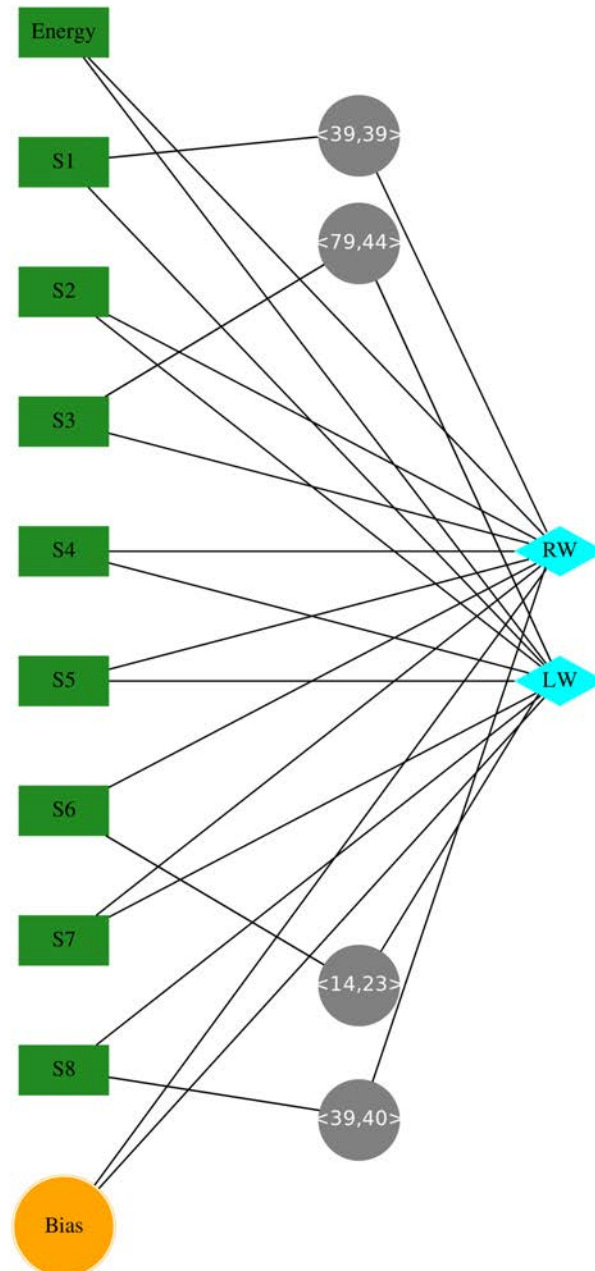 Energy
<39,39>
S1
<79,44>
S2
S3
S4
RW
S5
LW
S6
S7
<14,23>
S8
<39,40>
Bias